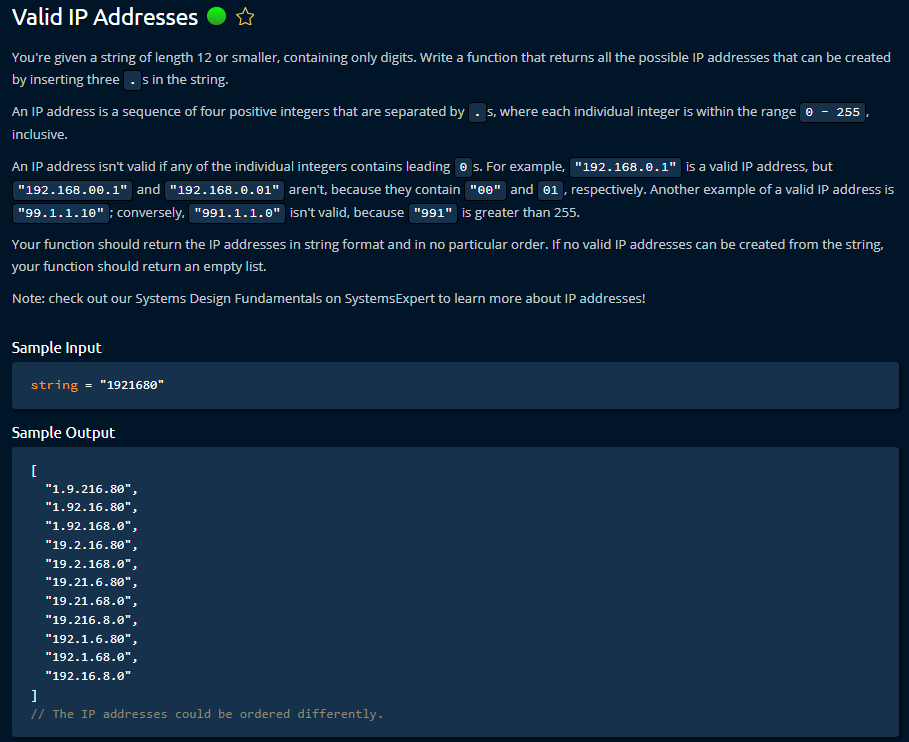 Valid IP Addresses
You're given a string of length 12 or smaller, containing only digits. Write a function that returns all the possible IP addresses that can be created
by inserting three . s in the string.
An IP address is a sequence of four positive integers that are separated by . s, where each individual integer is within the range 0 - 255 ,
inclusive.
An IP address isn't valid if any of the individual integers contains leading 0 s. For example, "192.168.0.1" is a valid IP address, but
"192.168.00.1" and "192.168.0.01" aren't, because they contain "00" and 01 , respectively. Another example of a valid IP address is
"99.1.1.10" ; conversely, "991.1.1.0" isn't valid, because "991" is greater than 255.
Your function should return the IP addresses in string format and in no particular order. If no valid IP addresses can be created from the string,
your function should return an empty list.
Note: check out our Systems Design Fundamentals on SystemsExpert to learn more about IP addresses!
Sample Input
string = "1921680"
Sample Output
[
"1.9.216.80",
"1.92.16.80",
"1.92.168.0",
"19.2.16.80",
"19.2.168.0",
"19.21.6.80",
"19.21.68.0",
"19.216.8.0",
"192.1.6.80",
"192.1.68.0",
"192.16.8.0"
]
// The IP addresses could be ordered differently.